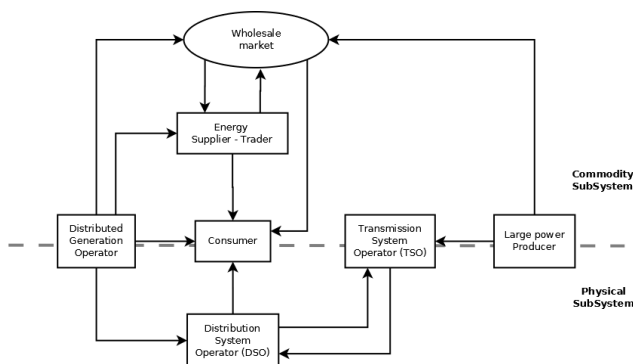 Wholesale
market
Energy
Supplier - Trader
Commodity
SubSystem
Distributed
Generation
Operator
Consumer
Transmission
System
Operator (TSO)
Large power
Producer
Physical
SubSystem
Distribution
System
Operator (DSO)